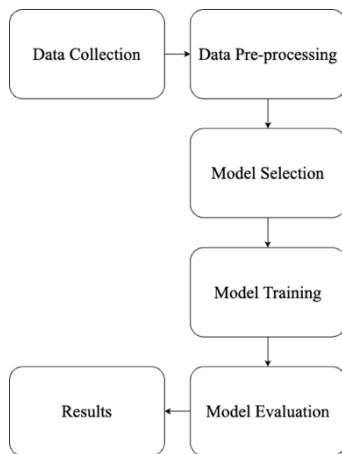 Data Collection
Data Pre-processing
Model Selection
Model Training
Model Evaluation
Results